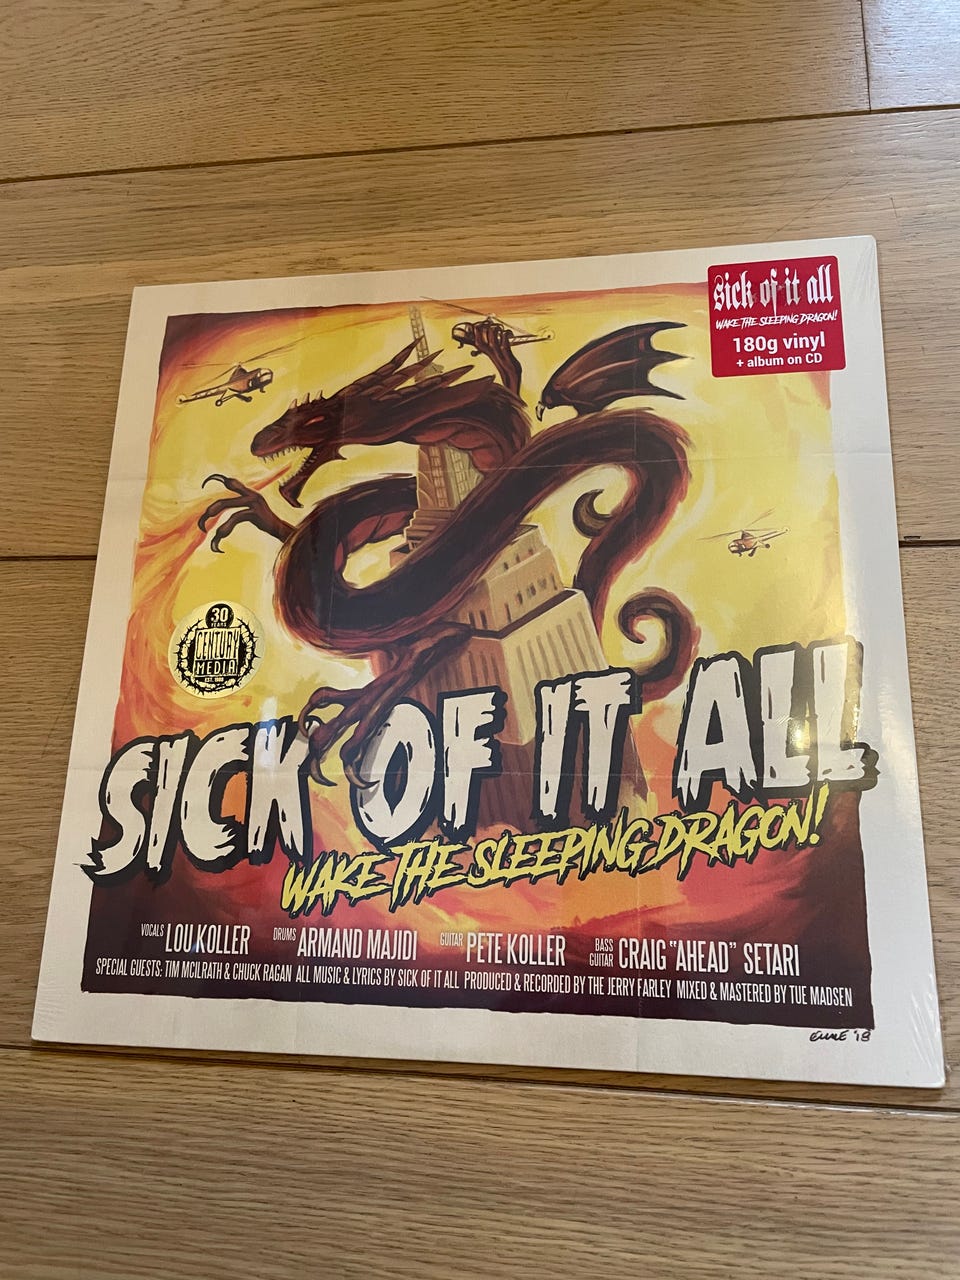 sick of it all
WAKE THE SLEEPING DRAGON!
180g vinyl
+ album on CD
30
YEARS
CENTURY
MEDIA
EST. 1988
SICK OF IT ALL
WAKE THE SLEEPING DRAGON!
VOCALS LOU KOLLER DRUMS ARMAND MAJIDI GUITAR PETE KOLLER BASS GUITAR CRAIG "AHEAD" SETARI
SPECIAL GUESTS: TIM MCILRATH & CHUCK RAGAN ALL MUSIC & LYRICS BY SICK OF IT ALL PRODUCED & RECORDED BY THE JERRY FARLEY MIXED & MASTERED BY TUE MADSEN